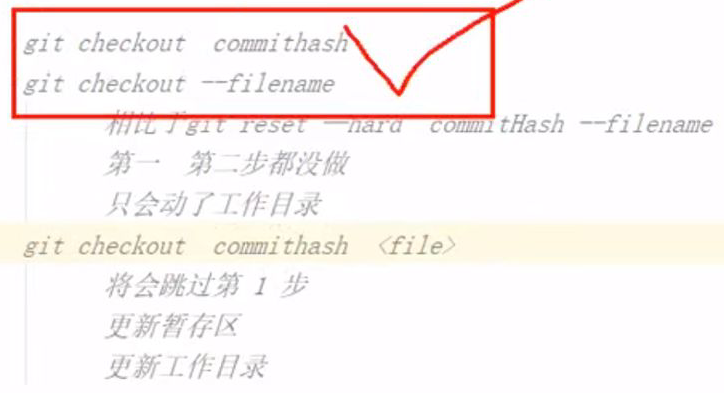 git checkout commithash
git checkout --filename
相比于git reset --hard commitHash --filename
第一 第二步都没做
只会动了工作目录
git checkout commithash <file>
将会跳过第 1 步
更新暂存区
更新工作目录